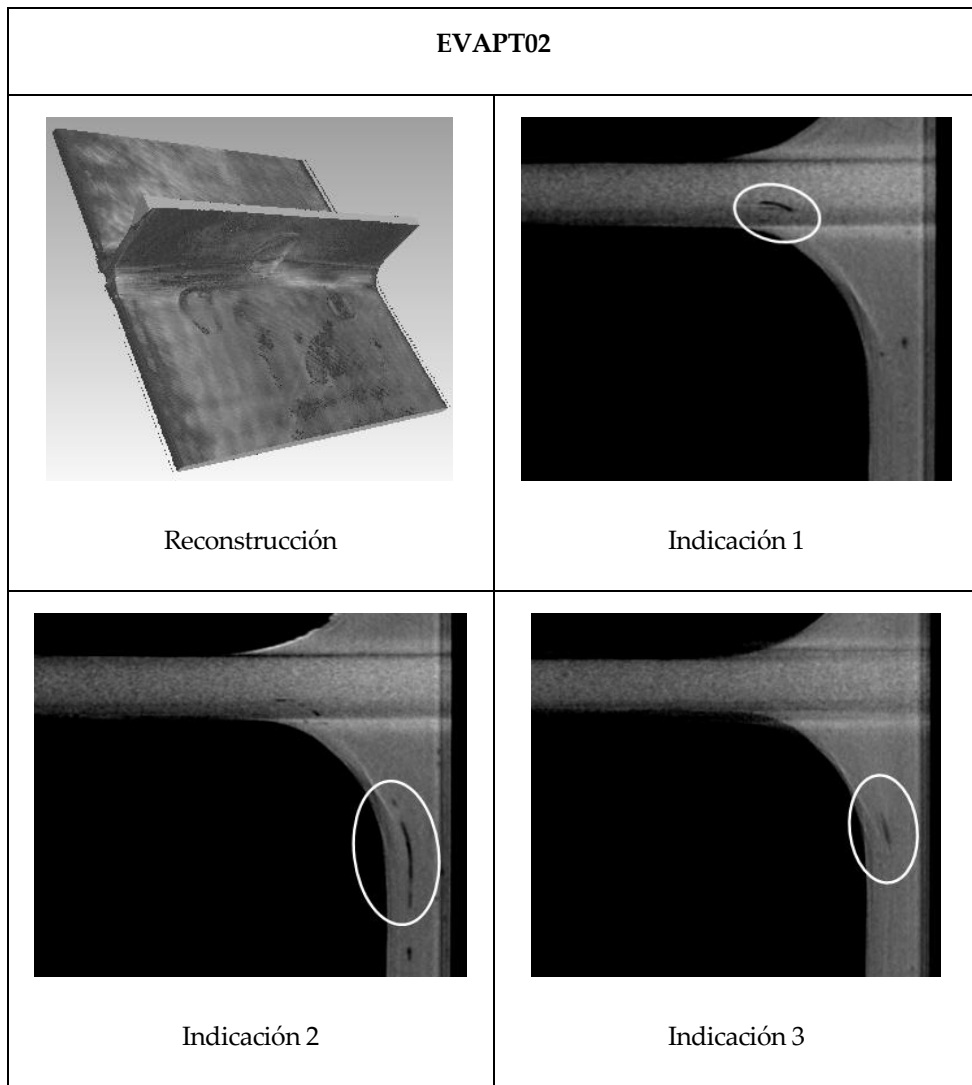 EVAPT02
Reconstrucción
Indicación 1
Indicación 2
Indicación 3